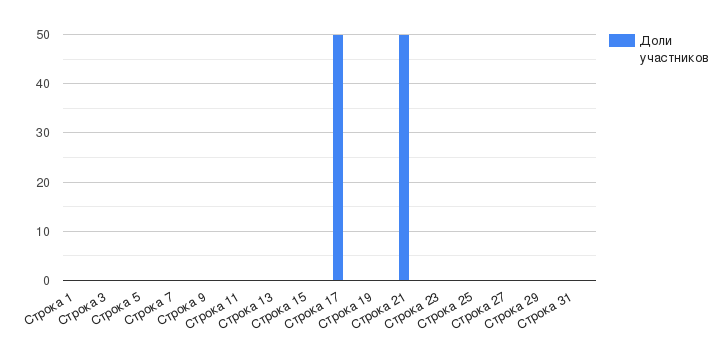 50
40
30
20
10
0
Строка 1
Строка 3
Строка 5
Строка 7
Строка 9
Строка 11
Строка 13
Строка 15
Строка 17
Строка 19
Строка 21
Строка 23
Строка 25
Строка 27
Строка 29
Строка 31
Доли
участников